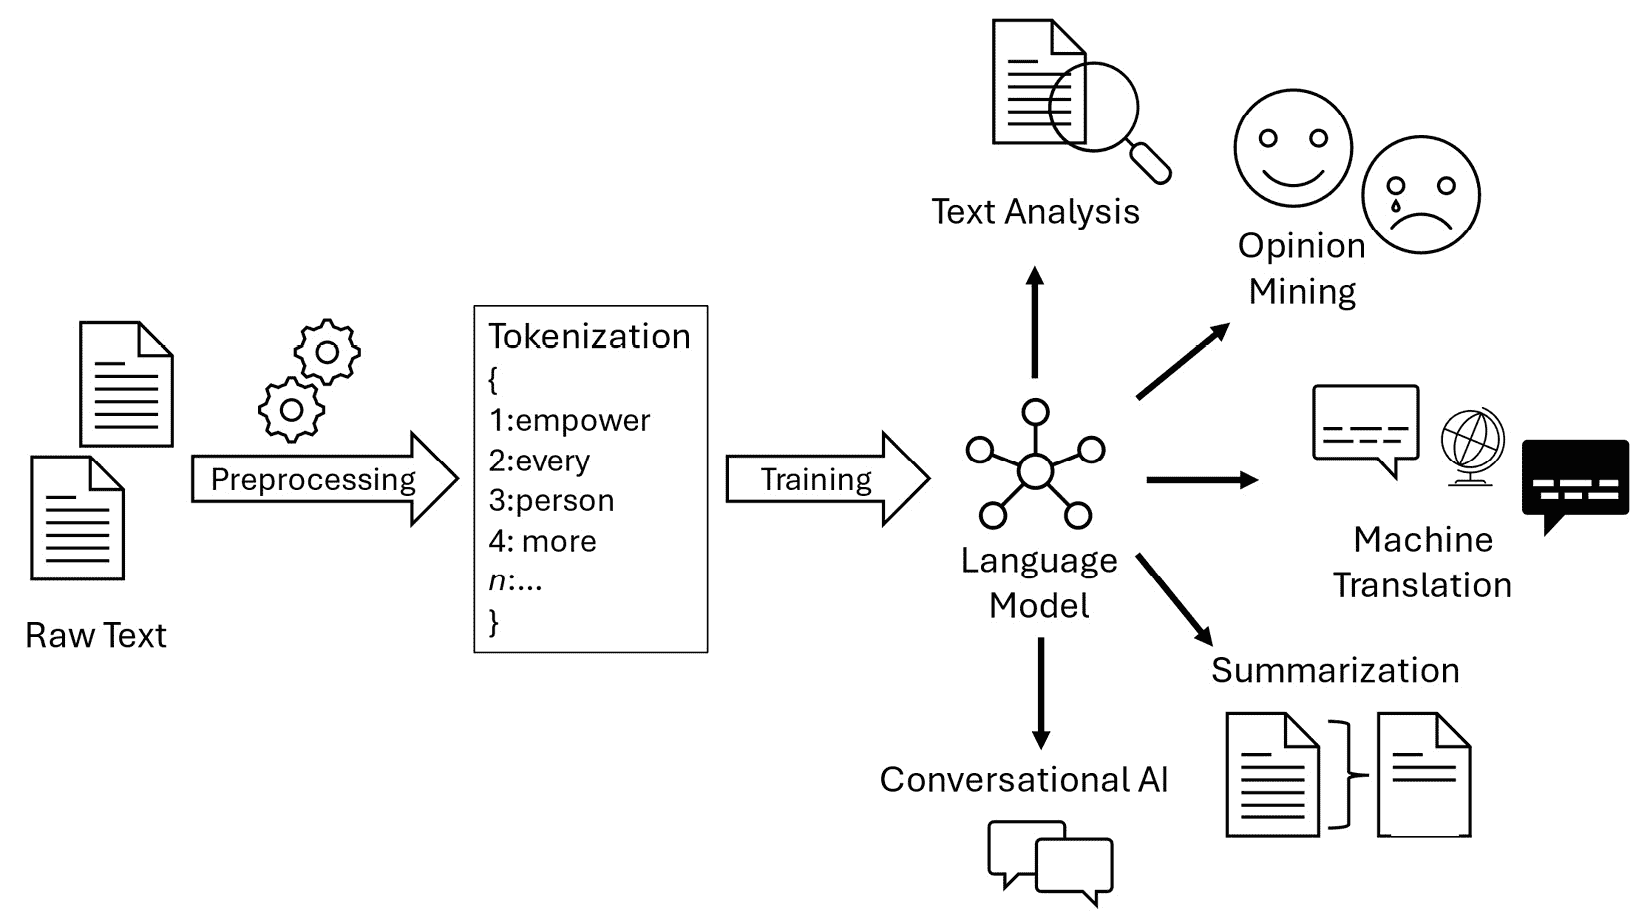 Raw Text
Preprocessing
Tokenization
{
1:empower
2:every
3:person
4: more
n:...
}
Training
Language
Model
Text Analysis
Opinion
Mining
Machine
Translation
Summarization
Conversational AI